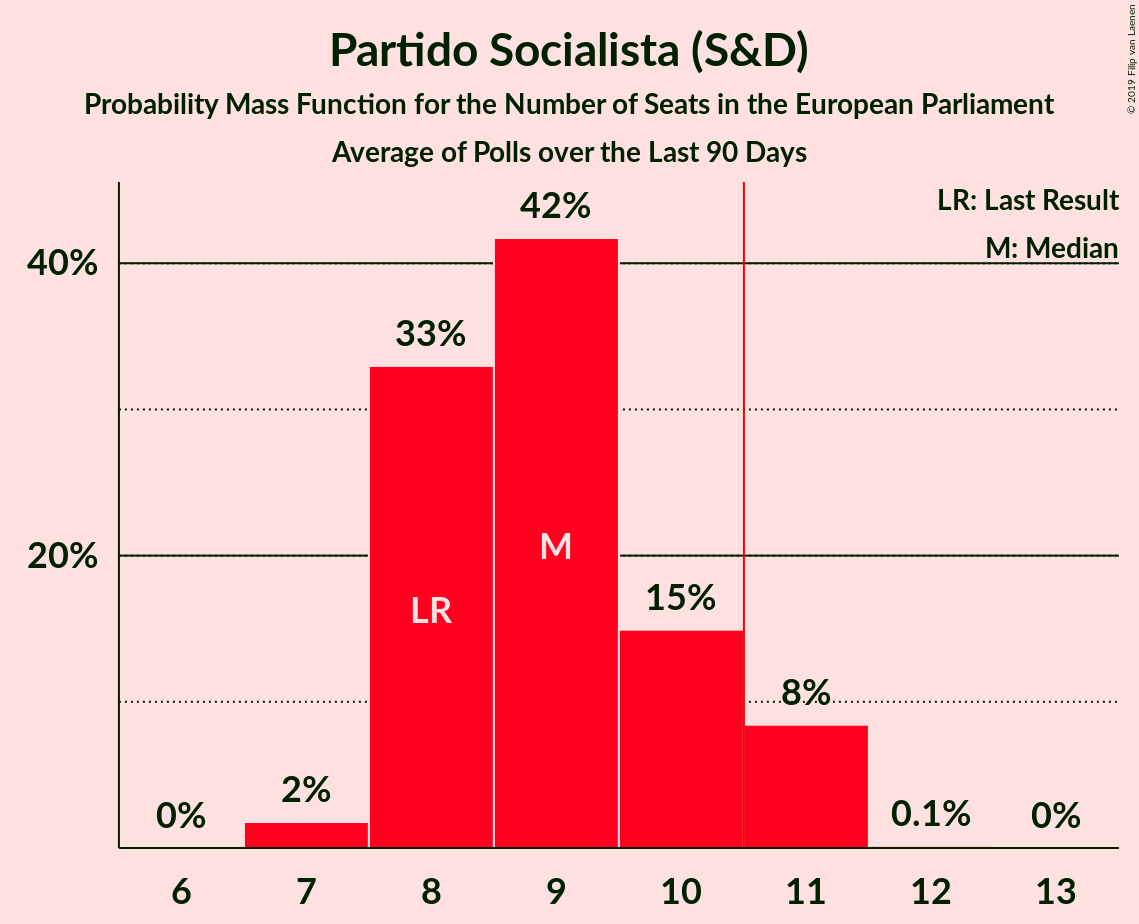 Partido Socialista (S&D)
Probability Mass Function for the Number of Seats in the European Parliament
Average of Polls over the Last 90 Days
© 2019 Filip van Laenen
LR: Last Result
M: Median
40%
20%
0%
2%
33%
42%
15%
8%
0.1%
0%
LR
M
6 7 8 9 10 11 12 13